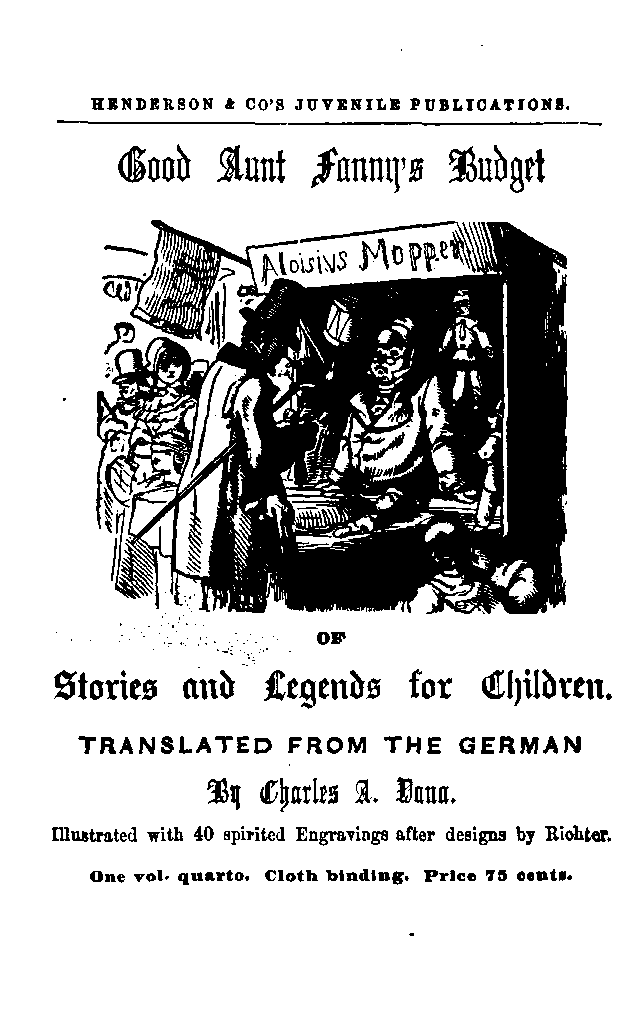 HENDERSON & CO'S JUVENILE PUBLICATIONS.
Good Aunt Fanny's Budget
Aloisius Mopper
OF
Stories and Legends for Children.
TRANSLATED FROM THE GERMAN
By Charles A. Dana.
Illustrated with 40 spirited Engravings after designs by Richter.
One vol. quarto. Cloth binding. Price 75 cents.